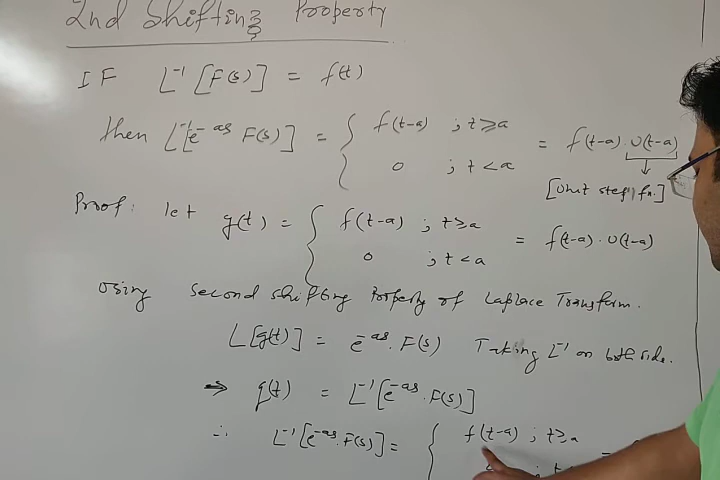 2nd Shifting Property
IF L⁻¹[F(s)] = f(t)
then L⁻¹[e^-as F(s)] = { f(t-a) ; t≥a
0 ; t<a
= f(t-a).U(t-a)
[Unit step fn.]
Proof: let g(t) = { f(t-a) ; t≥a
0 ; t<a
= f(t-a).U(t-a)
Using Second shifting Property of Laplace Transform.
L[g(t)] = e^-as. F(s) Taking L⁻¹ on both side.
⇒ g(t) = L⁻¹[e^-as. F(s)]
∴ L⁻¹[e^-as. F(s)] = { f(t-a) ; t≥a